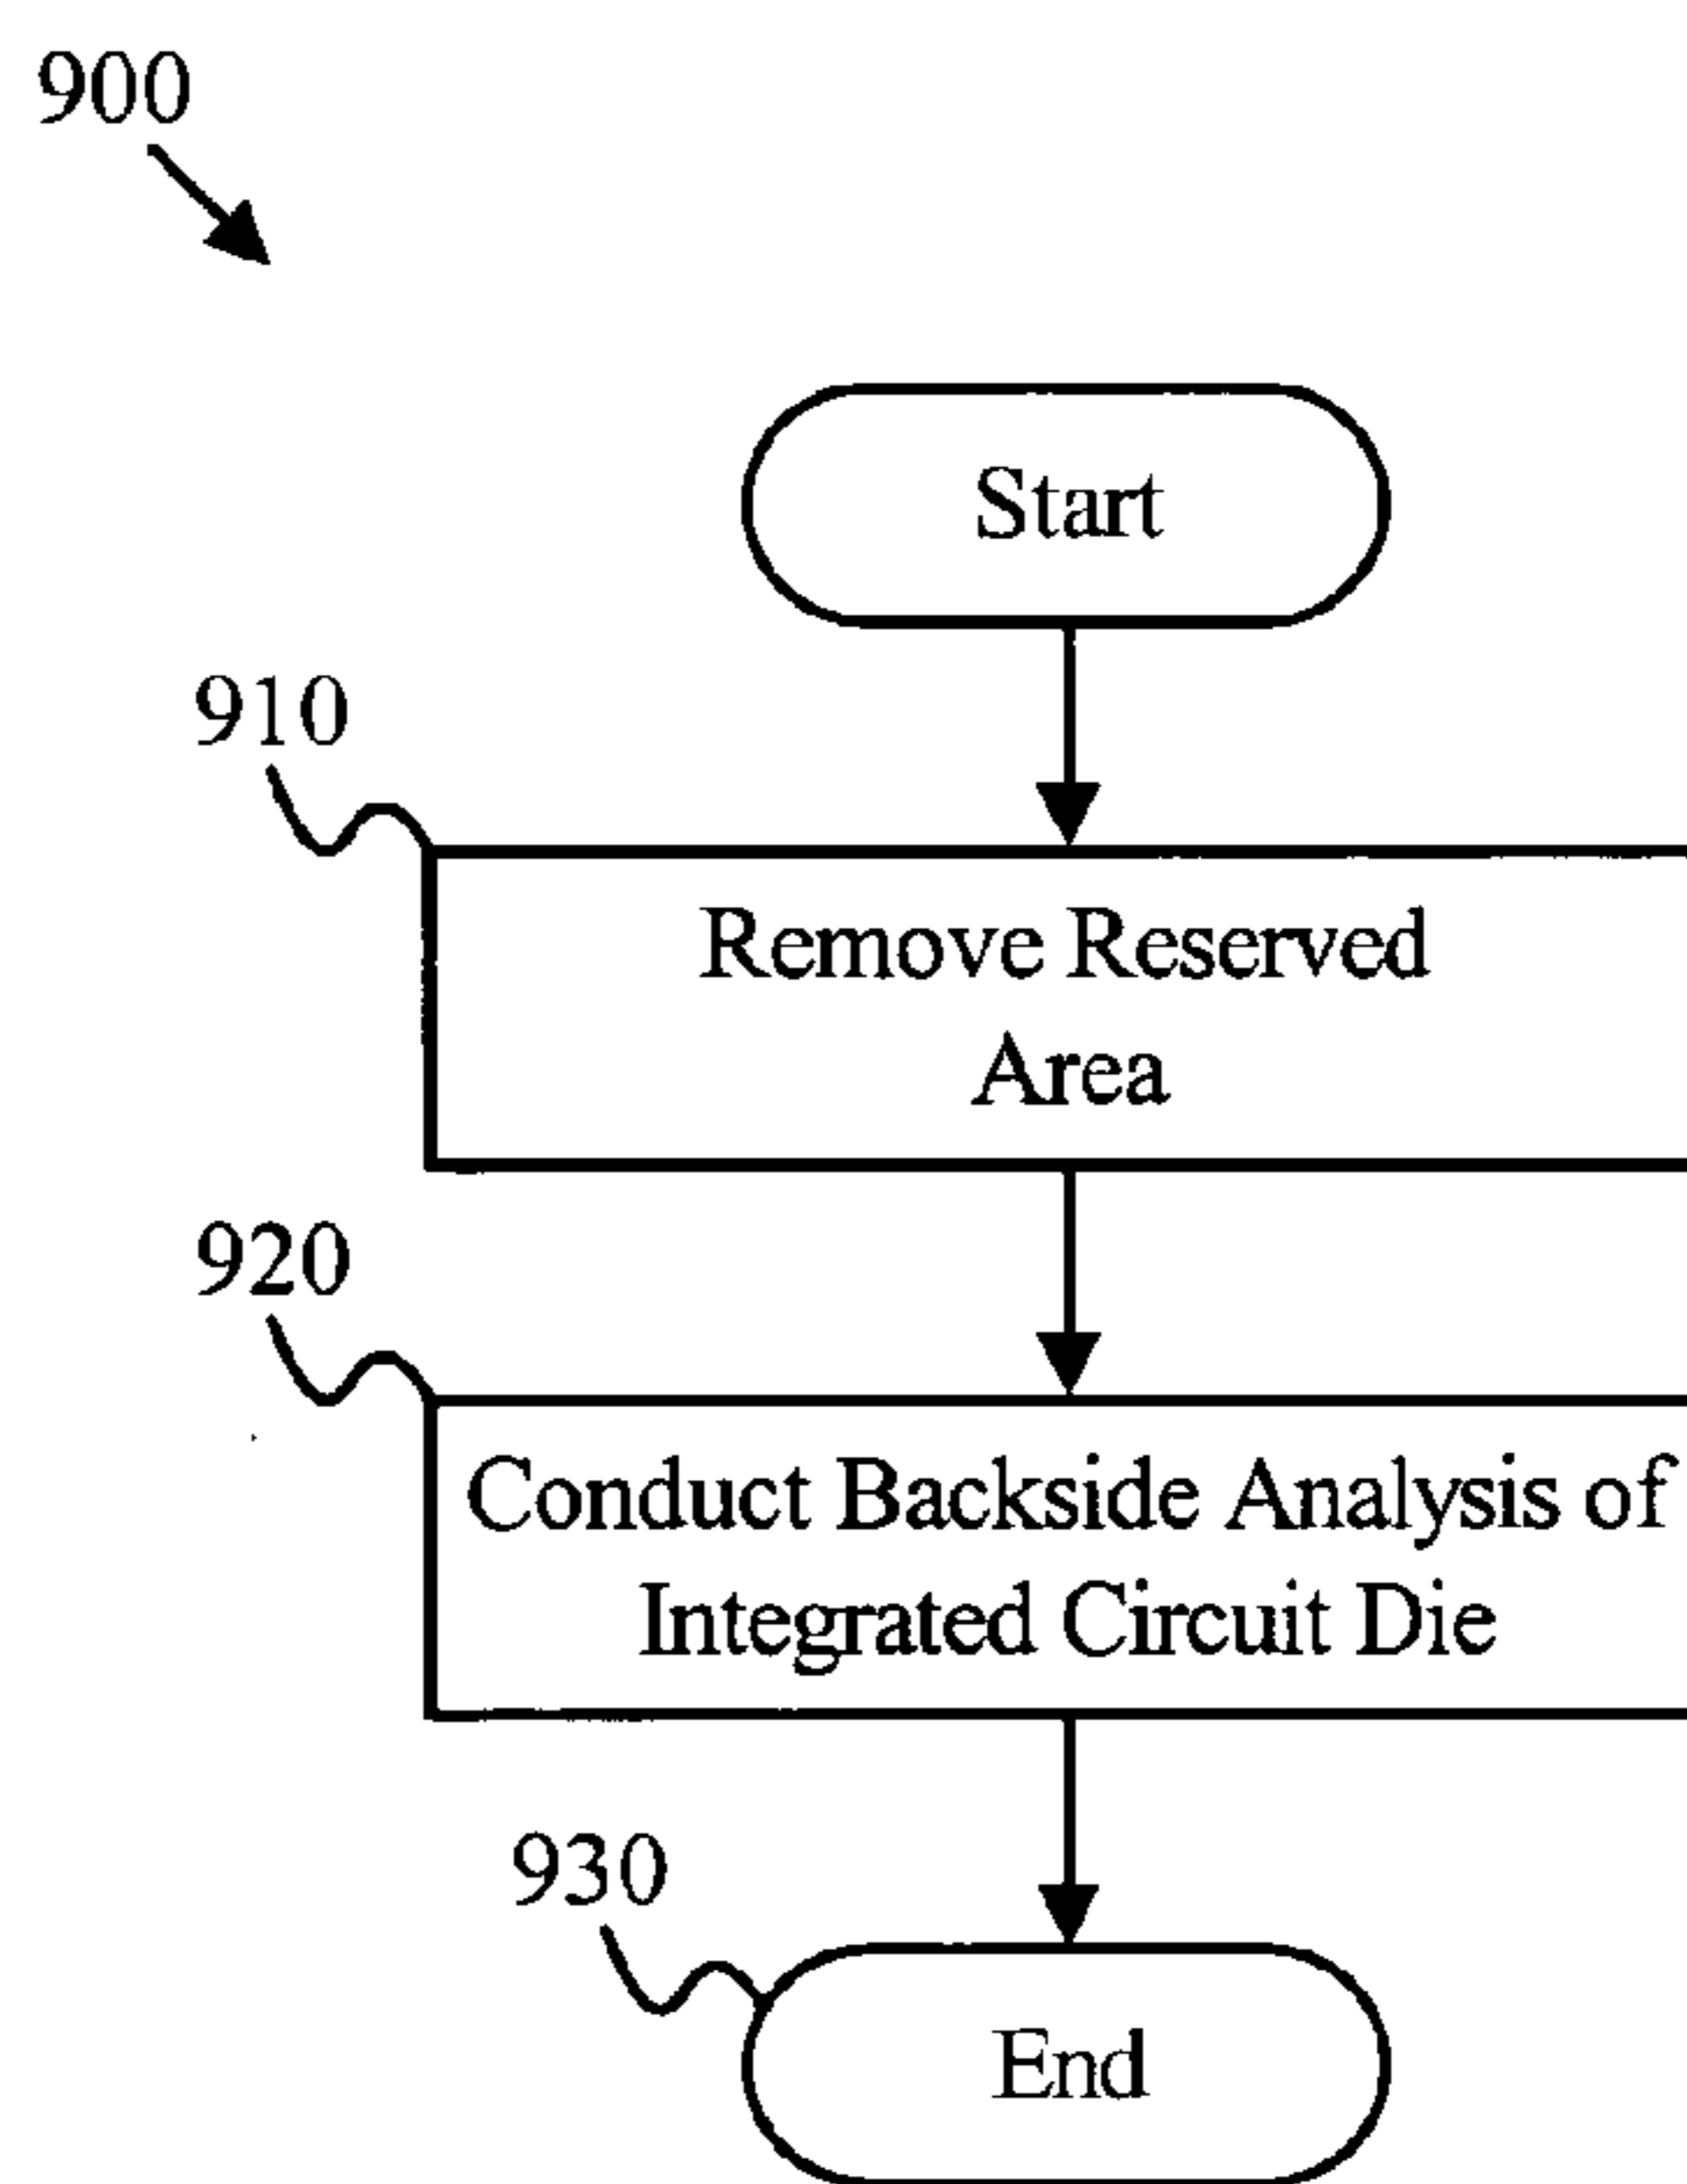 900
Start
910
Remove Reserved
Area
920
Conduct Backside Analysis of
Integrated Circuit Die
930
End